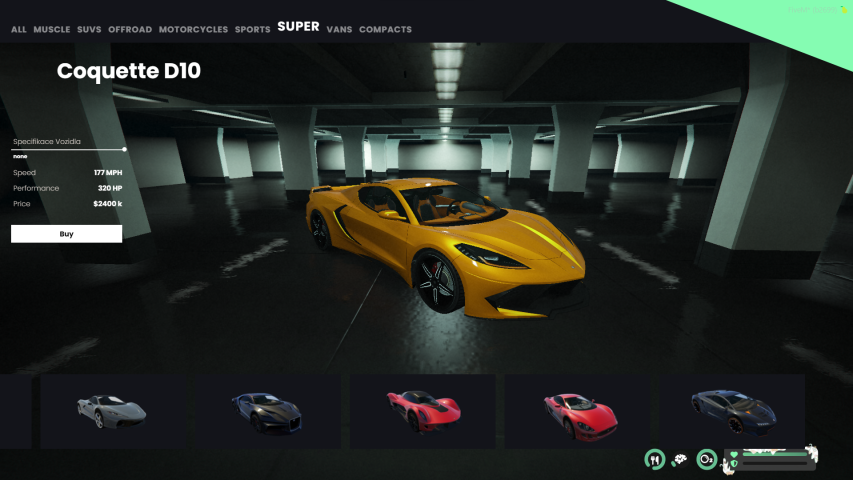 ALL MUSCLE SUVS OFFROAD MOTORCYCLES SPORTS SUPER VANS COMPACTS
Coquette D10
Specifikace Vozidla
none
Speed 177 MPH
Performance 320 HP
Price $2400 k
Buy
O2